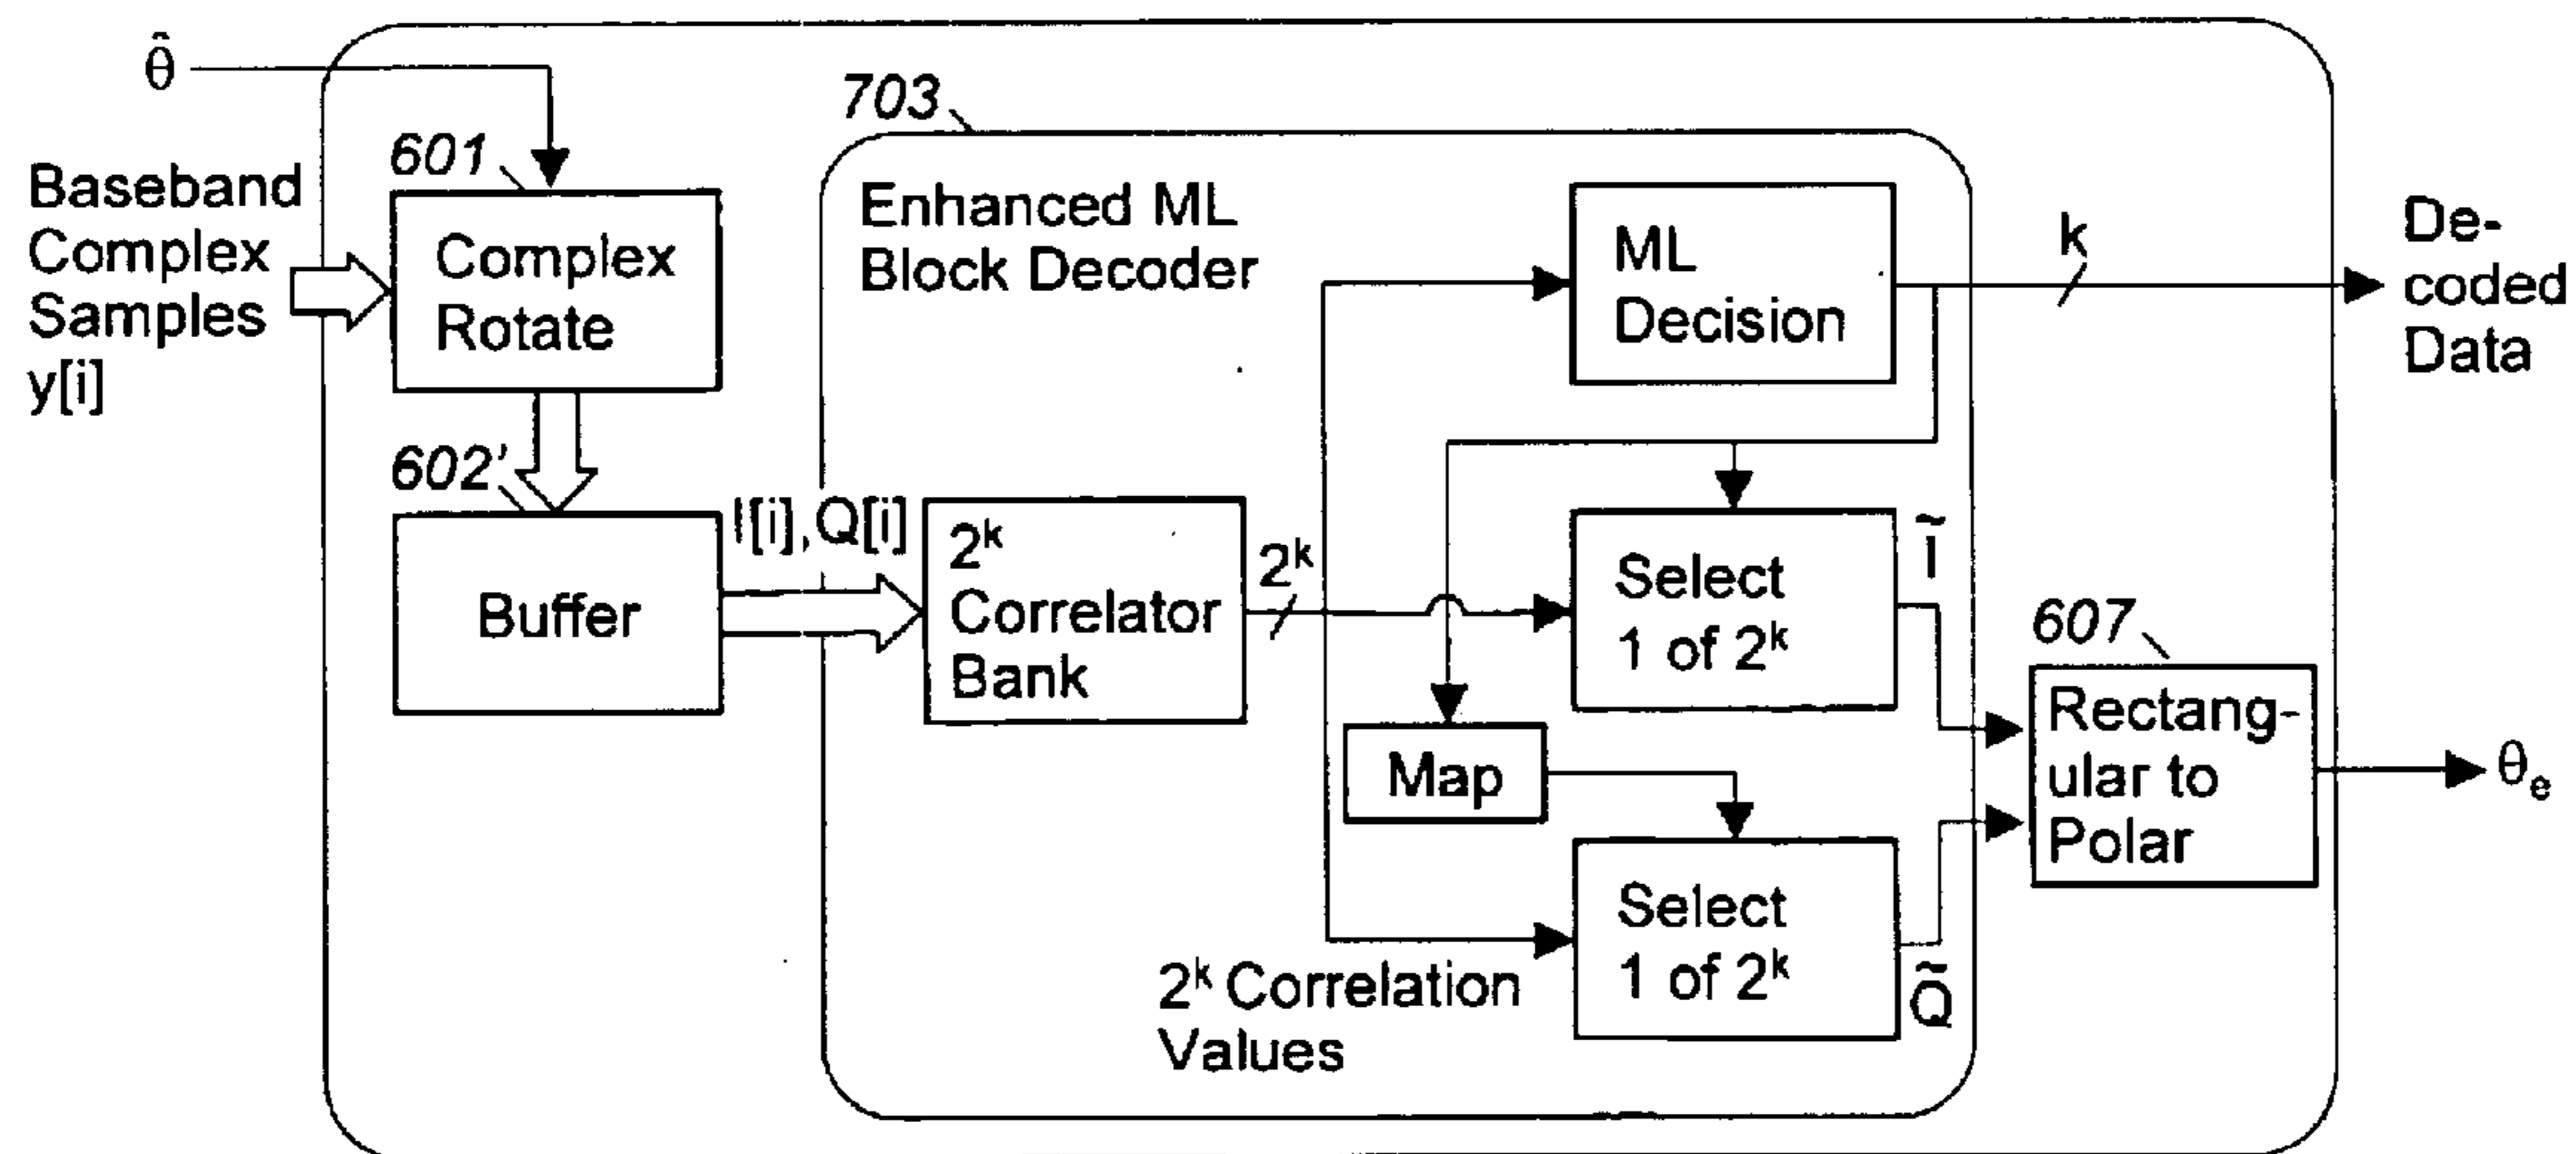 θ̂
703
601
Baseband
Complex
Samples
y[i]
Complex
Rotate
Enhanced ML
Block Decoder
ML
Decision
k
De-
coded
Data
602'
Buffer
I[i],Q[i]
2ᵏ
Correlator
Bank
2ᵏ
Select
1 of 2ᵏ
Ĩ
607
Rectang-
ular to
Polar
θₑ
Map
Select
1 of 2ᵏ
Q̃
2ᵏ Correlation
Values